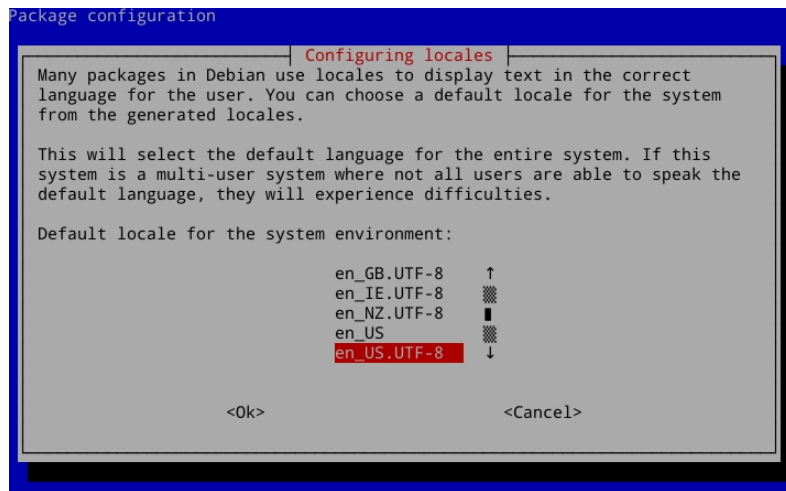 Package configuration
Configuring locales
Many packages in Debian use locales to display text in the correct
language for the user. You can choose a default locale for the system
from the generated locales.
This will select the default language for the entire system. If this
system is a multi-user system where not all users are able to speak the
default language, they will experience difficulties.
Default locale for the system environment:
en_GB.UTF-8 ↑
en_IE.UTF-8
en_NZ.UTF-8
en_US
en_US.UTF-8 ↓
<Ok> <Cancel>